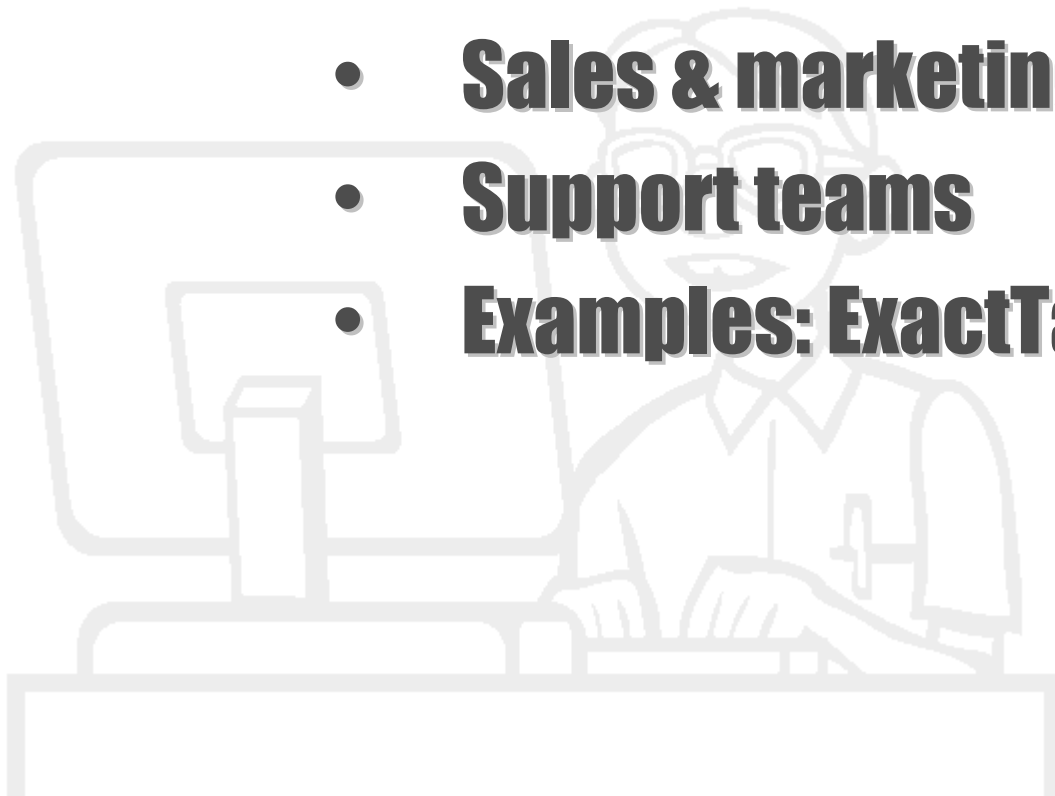 • Sales & marketin
• Support teams
• Examples: ExactTa